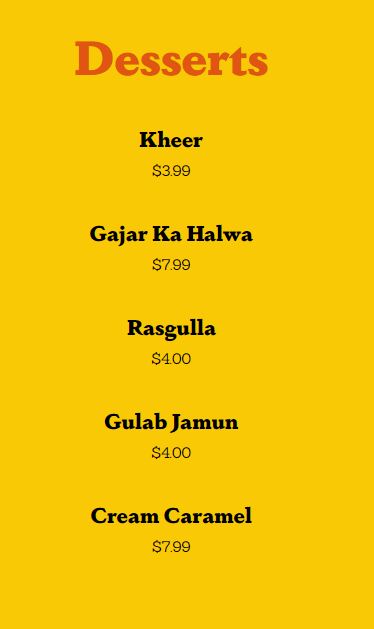 Desserts
Kheer
$3.99
Gajar Ka Halwa
$7.99
Rasgulla
$4.00
Gulab Jamun
$4.00
Cream Caramel
$7.99